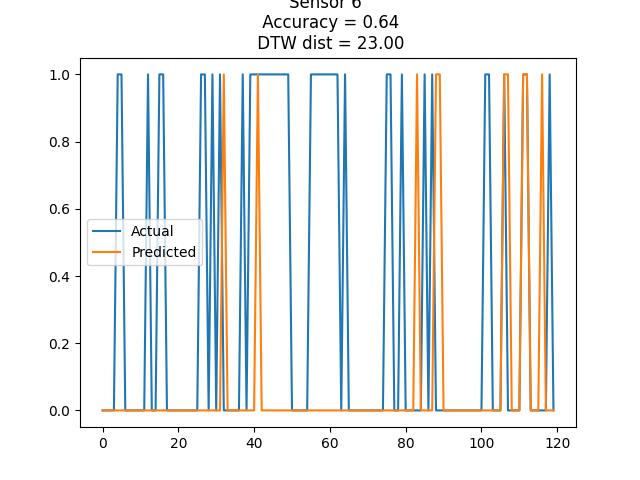 Sensor 6
Accuracy = 0.64
DTW dist = 23.00
1.0
0.8
0.6
Actual
Predicted
0.4
0.2
0.0
0 20 40 60 80 100 120